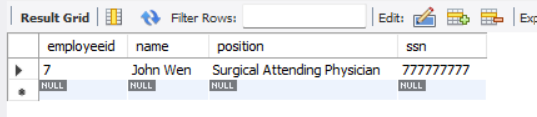 Result Grid Filter Rows: Edit: Exp
employeeid name position ssn
7 John Wen Surgical Attending Physician 777777777
NULL NULL NULL NULL